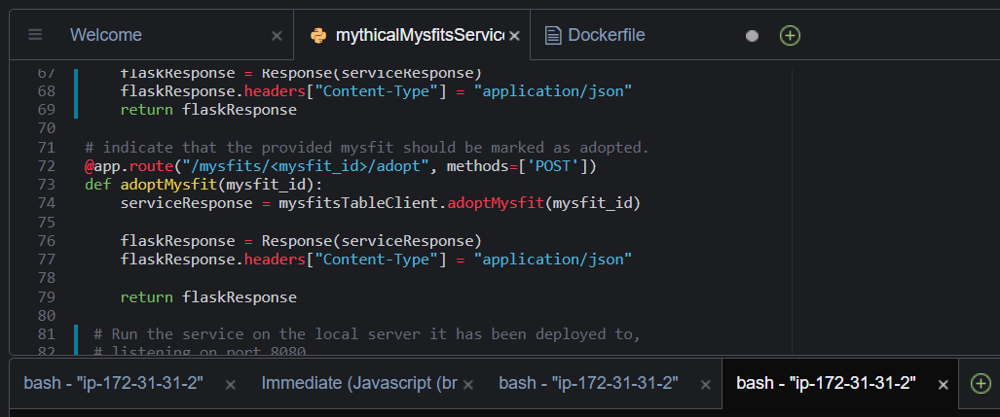 Welcome
mythicalMysfitsService
Dockerfile
67 flaskResponse = Response(serviceResponse)
68 flaskResponse.headers["Content-Type"] = "application/json"
69 return flaskResponse
70
71 # indicate that the provided mysfit should be marked as adopted.
72 @app.route("/mysfits/<mysfit_id>/adopt", methods=['POST'])
73 def adoptMysfit(mysfit_id):
74 serviceResponse = mysfitsTableClient.adoptMysfit(mysfit_id)
75
76 flaskResponse = Response(serviceResponse)
77 flaskResponse.headers["Content-Type"] = "application/json"
78
79 return flaskResponse
80
81 # Run the service on the local server it has been deployed to,
82 # listening on port 8080
bash - "ip-172-31-31-2"
Immediate (Javascript (br
bash - "ip-172-31-31-2"
bash - "ip-172-31-31-2"